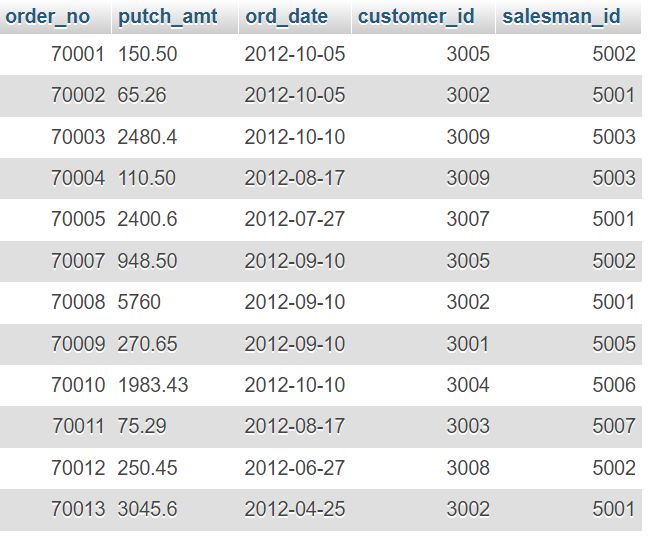 order_no putch_amt ord_date customer_id salesman_id
70001 150.50 2012-10-05 3005 5002
70002 65.26 2012-10-05 3002 5001
70003 2480.4 2012-10-10 3009 5003
70004 110.50 2012-08-17 3009 5003
70005 2400.6 2012-07-27 3007 5001
70007 948.50 2012-09-10 3005 5002
70008 5760 2012-09-10 3002 5001
70009 270.65 2012-09-10 3001 5005
70010 1983.43 2012-10-10 3004 5006
70011 75.29 2012-08-17 3003 5007
70012 250.45 2012-06-27 3008 5002
70013 3045.6 2012-04-25 3002 5001